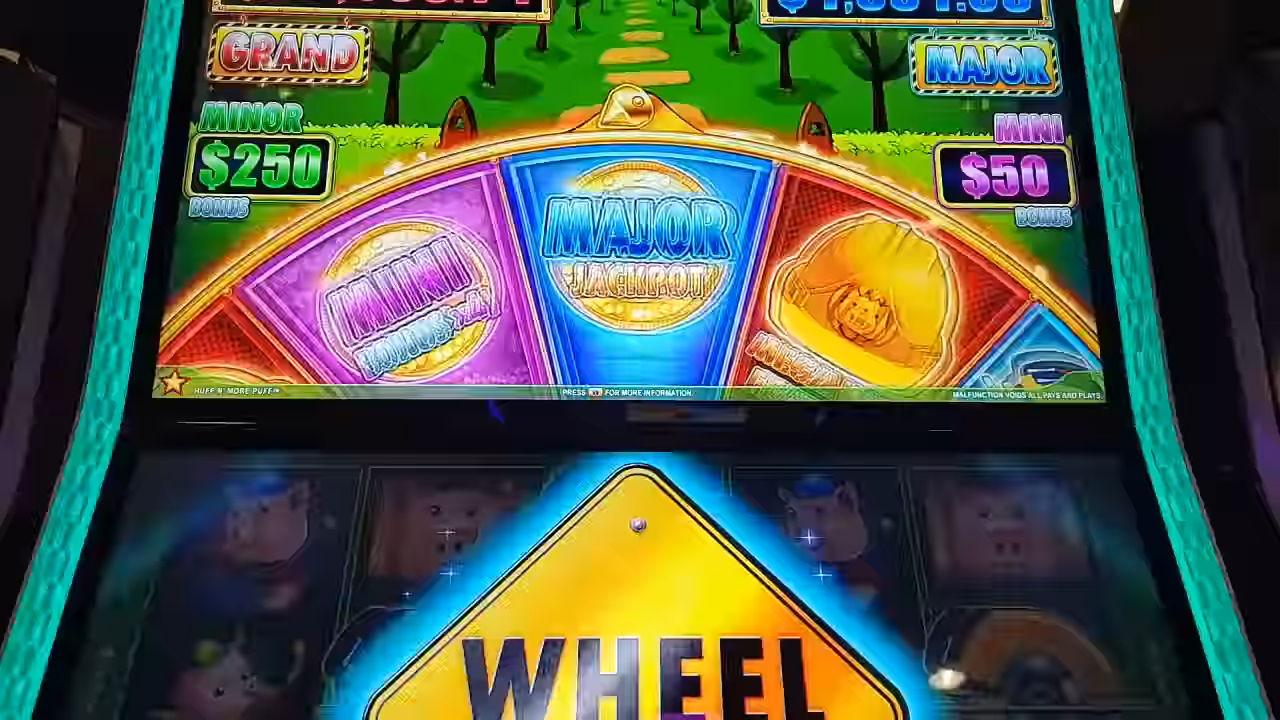 GRAND
MAJOR
MINOR
$250
BONUS
MINI
$50
BONUS
MAJOR
JACKPOT
MINI
HUFF N' MORE PUFF™
PRESS FOR MORE INFORMATION.
MALFUNCTION VOIDS ALL PAYS AND PLAYS.
WHEEL